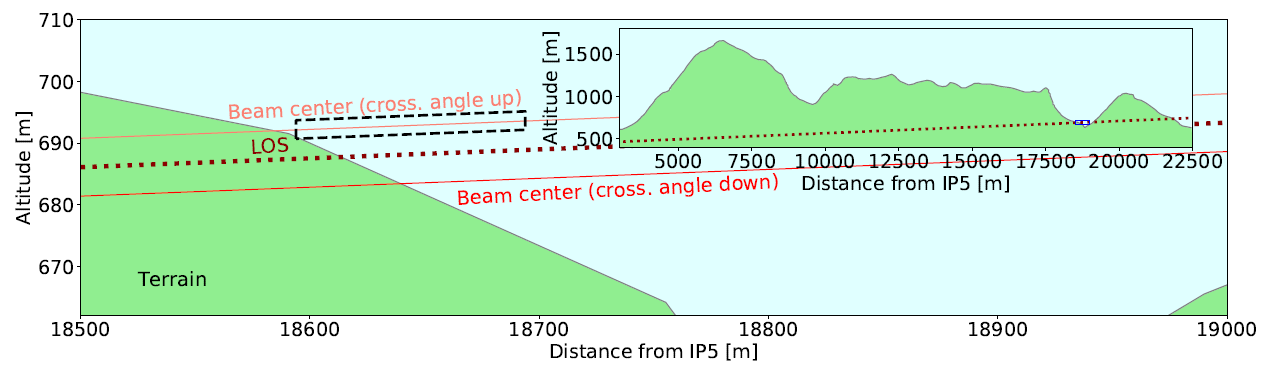 710
700
690
680
670
Altitude [m]
Beam center (cross. angle up)
LOS
Beam center (cross. angle down)
Terrain
18500
18600
18700
18800
18900
19000
Distance from IP5 [m]
1500
1000
500
Altitude [m]
5000
7500
10000
12500
15000
17500
20000
22500
Distance from IP5 [m]